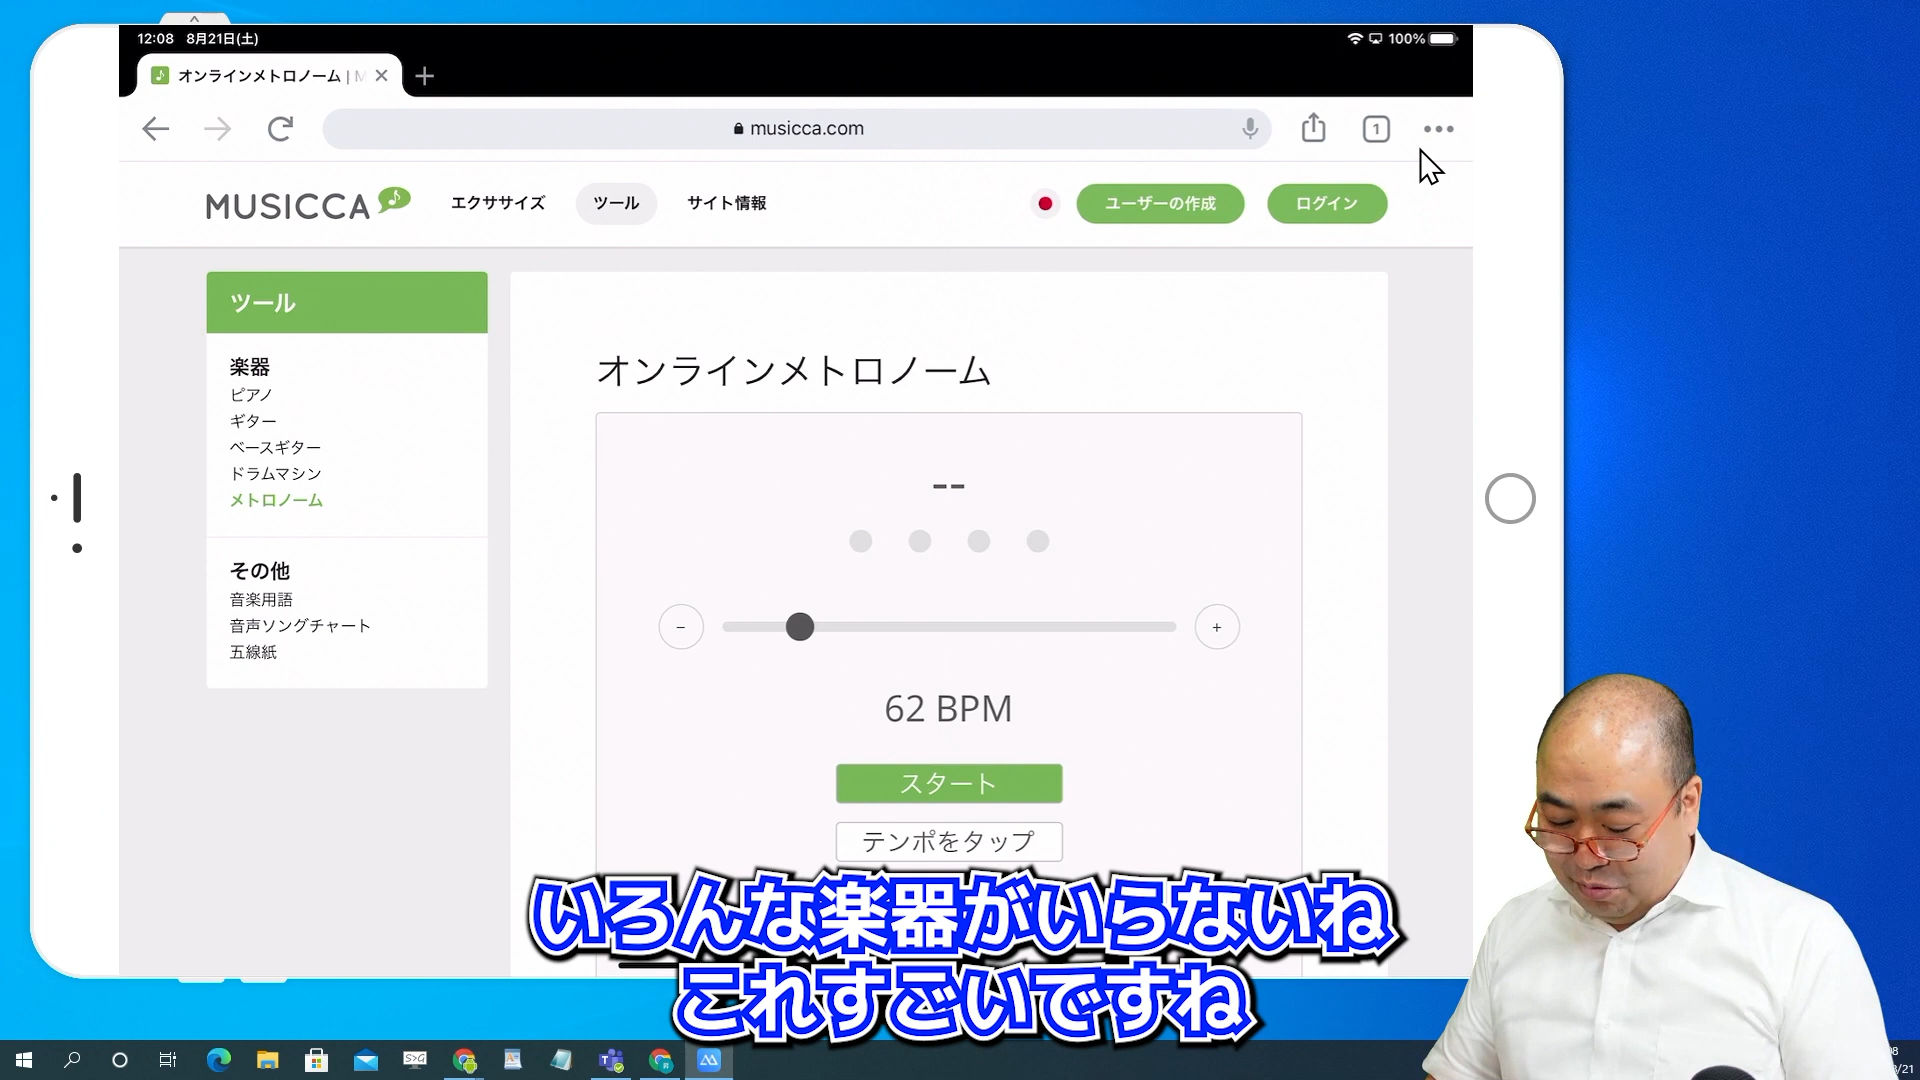 12:08 8月21日(土)
100%
オンラインメトロノーム | M
musicca.com
1
MUSICCA
エクササイズ
ツール
サイト情報
ユーザーの作成
ログイン
ツール
楽器
ピアノ
ギター
ベースギター
ドラムマシン
メトロノーム
その他
音楽用語
音声ソングチャート
五線紙
オンラインメトロノーム
--
−
+
62 BPM
スタート
テンポをタップ
いろんな楽器がいらないね
これすごいですね